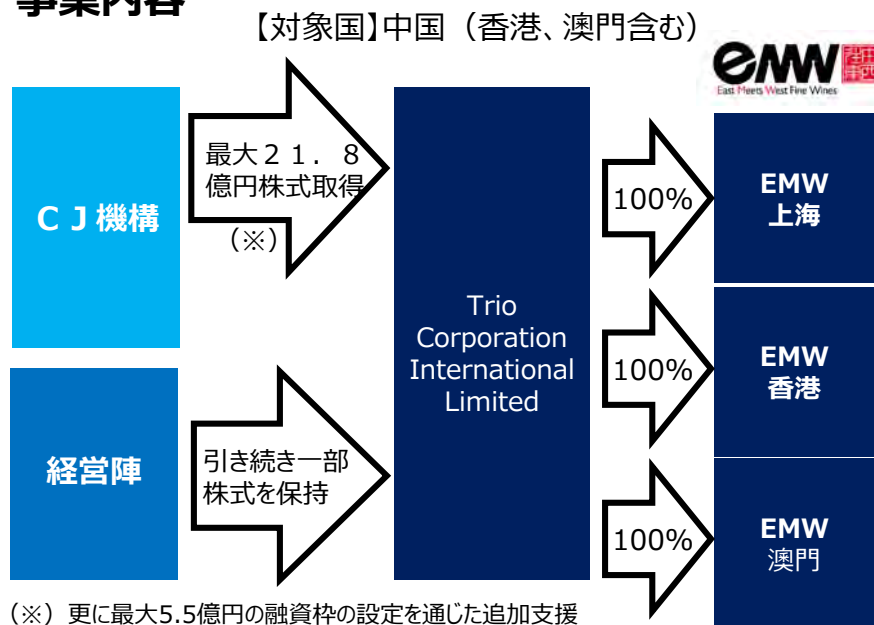 事業内容
【対象国】中国（香港、澳門含む）
emw
East Meets West Fine Wines
ＣＪ機構
最大２１．８
億円株式取得
（※）
経営陣
引き続き一部
株式を保持
Trio
Corporation
International
Limited
100%
EMW
上海
100%
EMW
香港
100%
EMW
澳門
（※）更に最大5.5億円の融資枠の設定を通じた追加支援